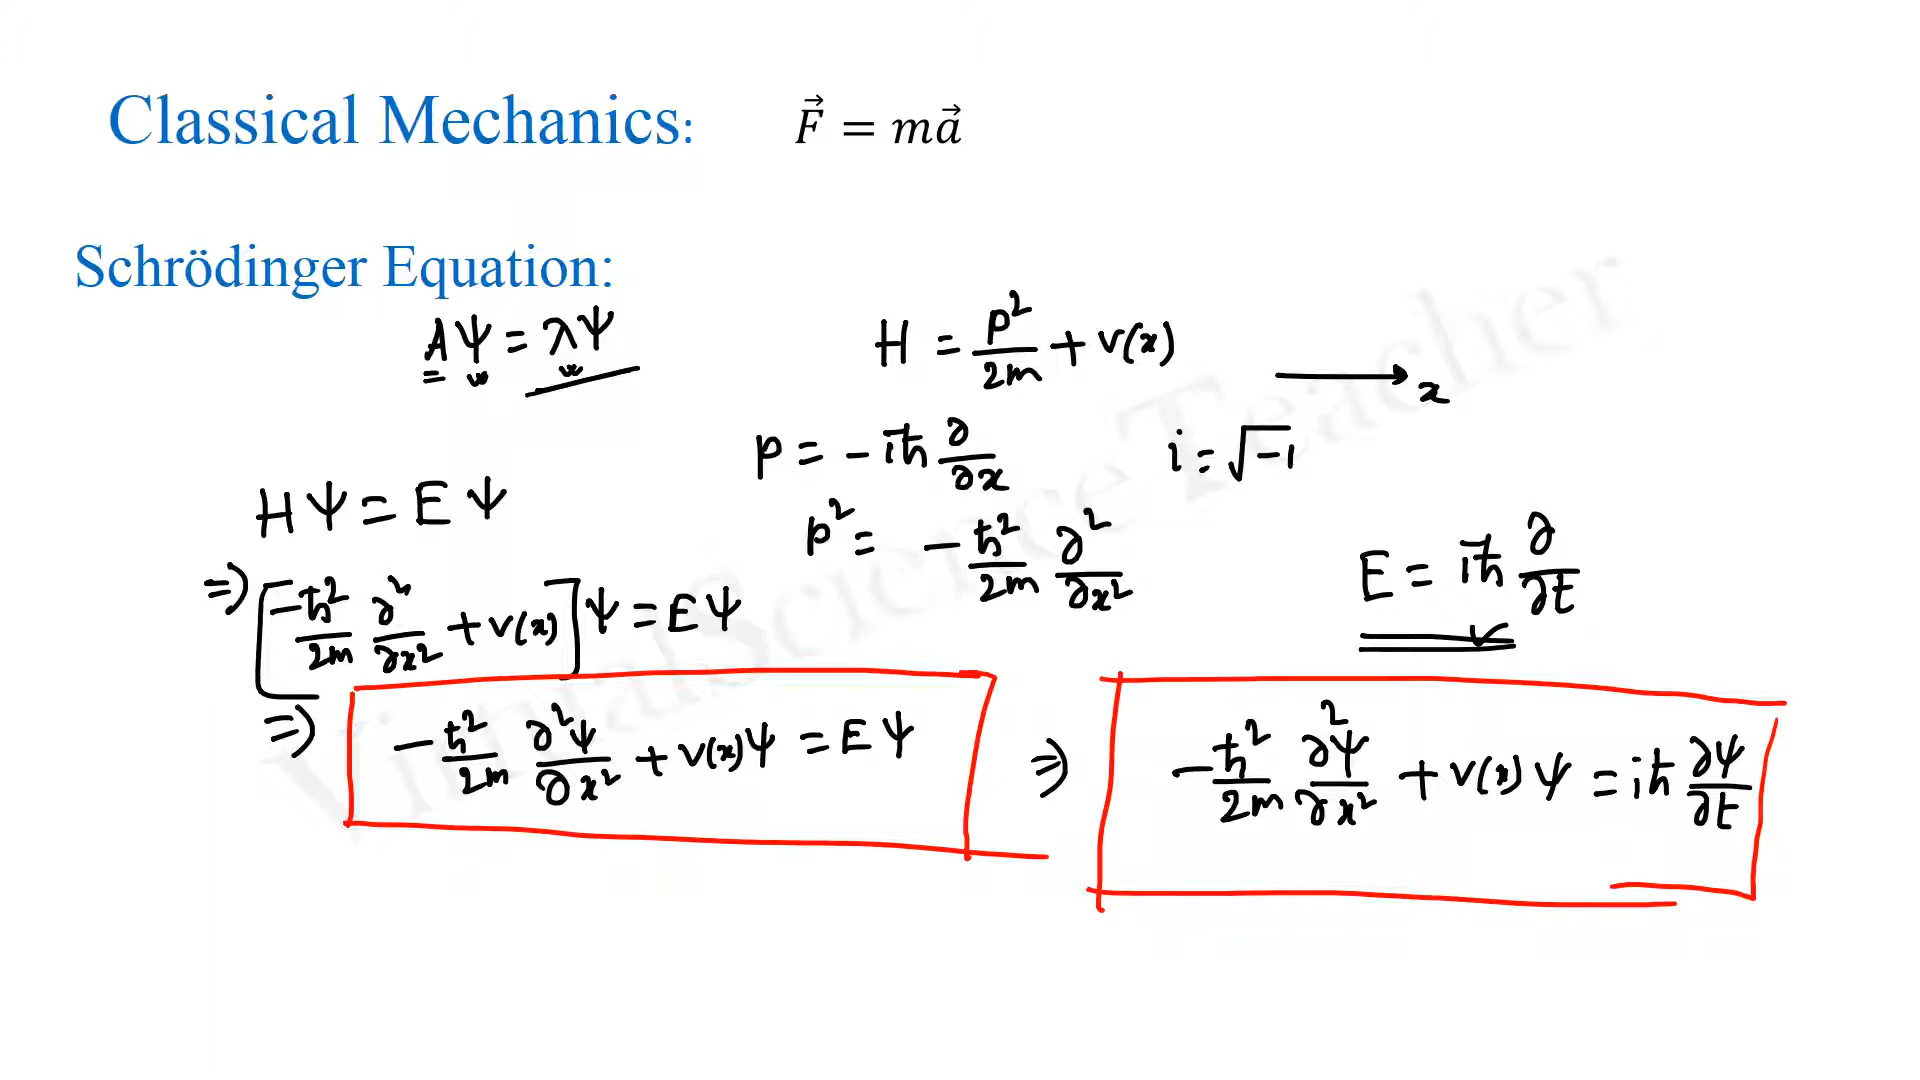 Classical Mechanics: F⃗ = ma⃗
Schrödinger Equation:
Aψ = λψ
H = p²/2m + v(x)
x
p = -iħ ∂/∂x
i = √-1
Hψ = Eψ
p² = -ħ²/2m ∂²/∂x²
E = iħ ∂/∂t
⇒ [-ħ²/2m ∂²/∂x² + v(x)] ψ = Eψ
⇒ -ħ²/2m ∂²ψ/∂x² + v(x)ψ = Eψ
⇒ -ħ²/2m ∂²ψ/∂x² + v(x)ψ = iħ ∂ψ/∂t